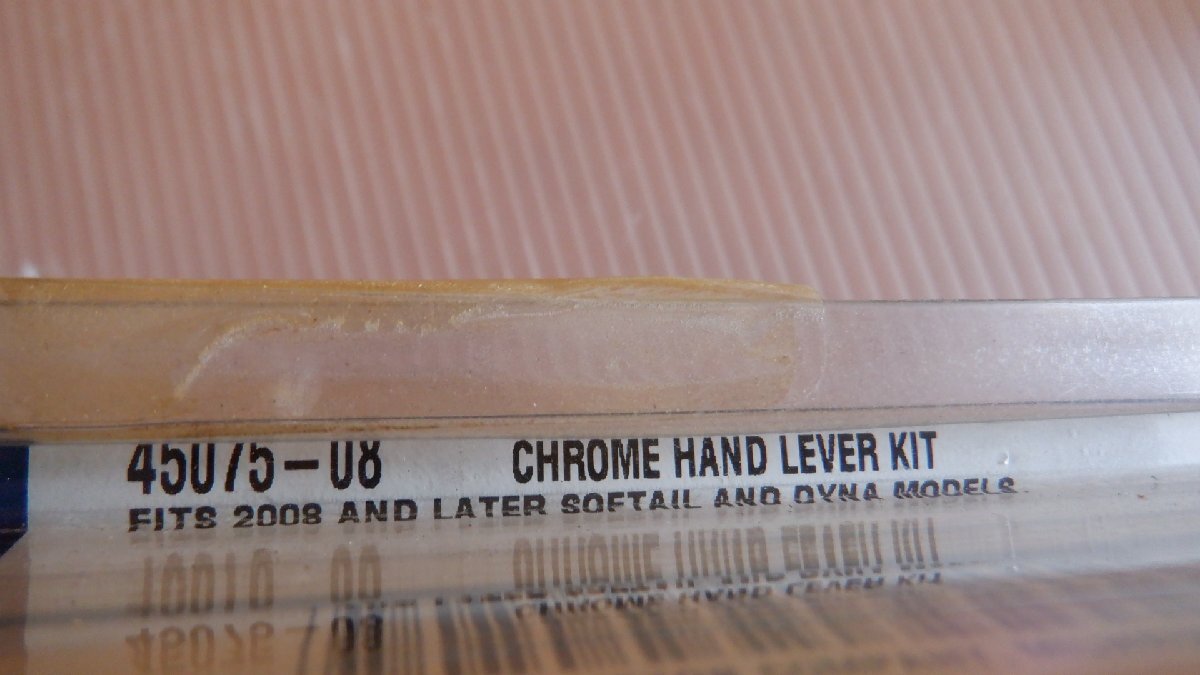 45075-08 CHROME HAND LEVER KIT
FITS 2008 AND LATER SOFTAIL AND DYNA MODELS